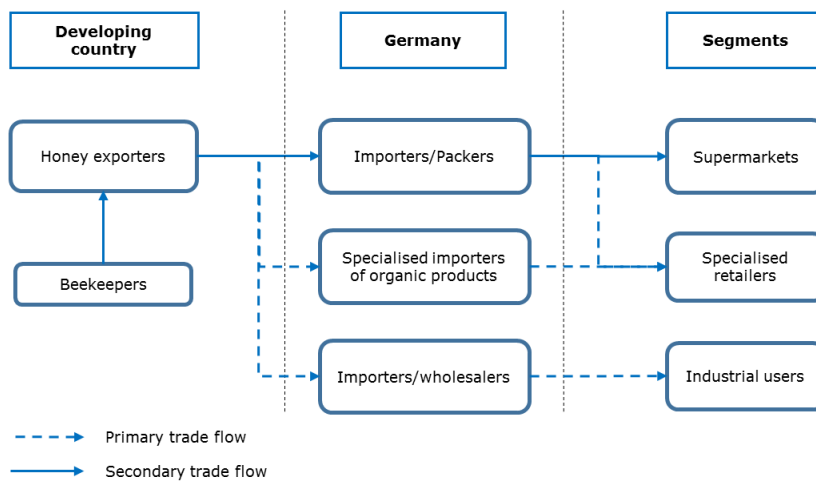 Developing
country
Germany
Segments
Honey exporters
Importers/Packers
Supermarkets
Specialised importers
of organic products
Specialised
retailers
Beekeepers
Importers/wholesalers
Industrial users
Primary trade flow
Secondary trade flow